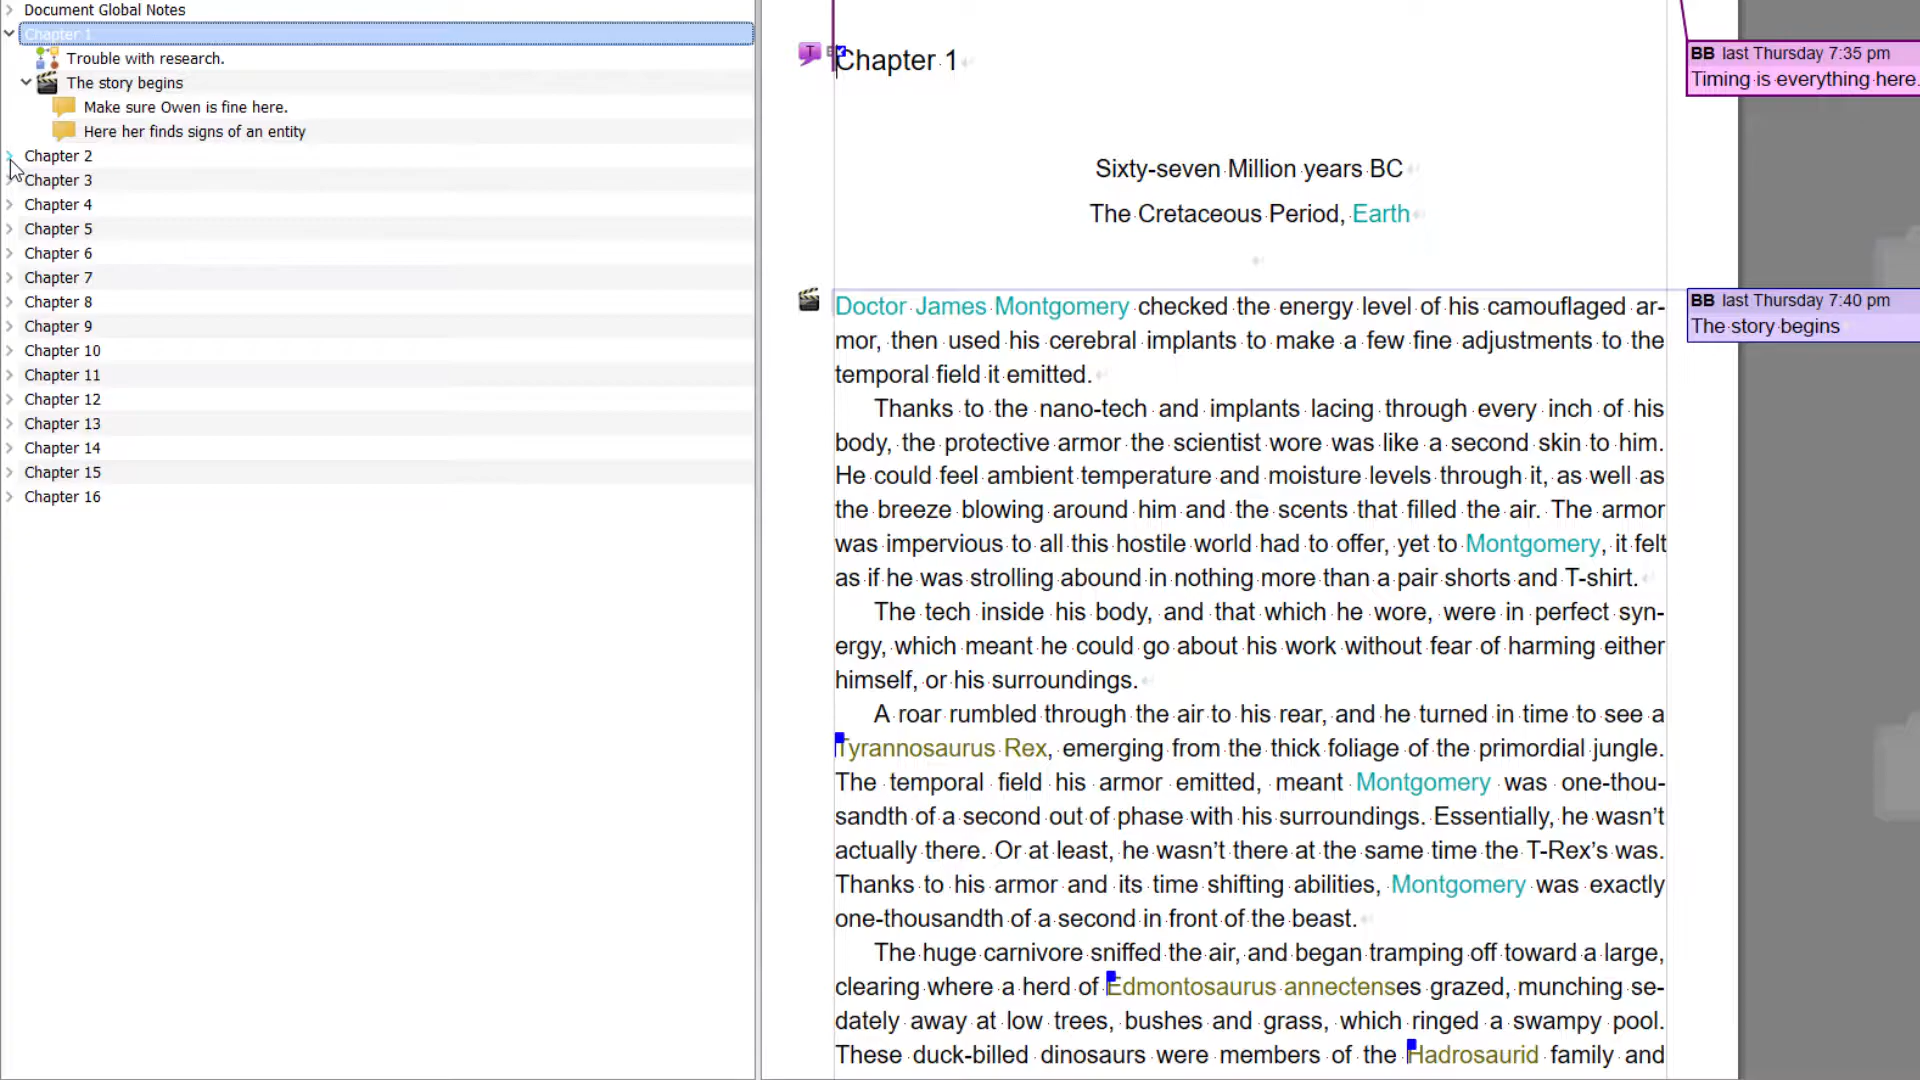 Document Global Notes
Chapter 1
Trouble with research.
The story begins
Make sure Owen is fine here.
Here her finds signs of an entity
Chapter 2
Chapter 3
Chapter 4
Chapter 5
Chapter 6
Chapter 7
Chapter 8
Chapter 9
Chapter 10
Chapter 11
Chapter 12
Chapter 13
Chapter 14
Chapter 15
Chapter 16
Chapter 1
Sixty-seven Million years BC
The Cretaceous Period, Earth
Doctor James Montgomery checked the energy level of his camouflaged ar-
mor, then used his cerebral implants to make a few fine adjustments to the
temporal field it emitted.
Thanks to the nano-tech and implants lacing through every inch of his
body, the protective armor the scientist wore was like a second skin to him.
He could feel ambient temperature and moisture levels through it, as well as
the breeze blowing around him and the scents that filled the air. The armor
was impervious to all this hostile world had to offer, yet to Montgomery, it felt
as if he was strolling abound in nothing more than a pair shorts and T-shirt.
The tech inside his body, and that which he wore, were in perfect syn-
ergy, which meant he could go about his work without fear of harming either
himself, or his surroundings.
A roar rumbled through the air to his rear, and he turned in time to see a
Tyrannosaurus Rex, emerging from the thick foliage of the primordial jungle.
The temporal field his armor emitted, meant Montgomery was one-thou-
sandth of a second out of phase with his surroundings. Essentially, he wasn't
actually there. Or at least, he wasn't there at the same time the T-Rex's was.
Thanks to his armor and its time shifting abilities, Montgomery was exactly
one-thousandth of a second in front of the beast.
The huge carnivore sniffed the air, and began tramping off toward a large,
clearing where a herd of Edmontosaurus annectenses grazed, munching se-
dately away at low trees, bushes and grass, which ringed a swampy pool.
These duck-billed dinosaurs were members of the Hadrosaurid family and
BB last Thursday 7:35 pm
Timing is everything here.
BB last Thursday 7:40 pm
The story begins